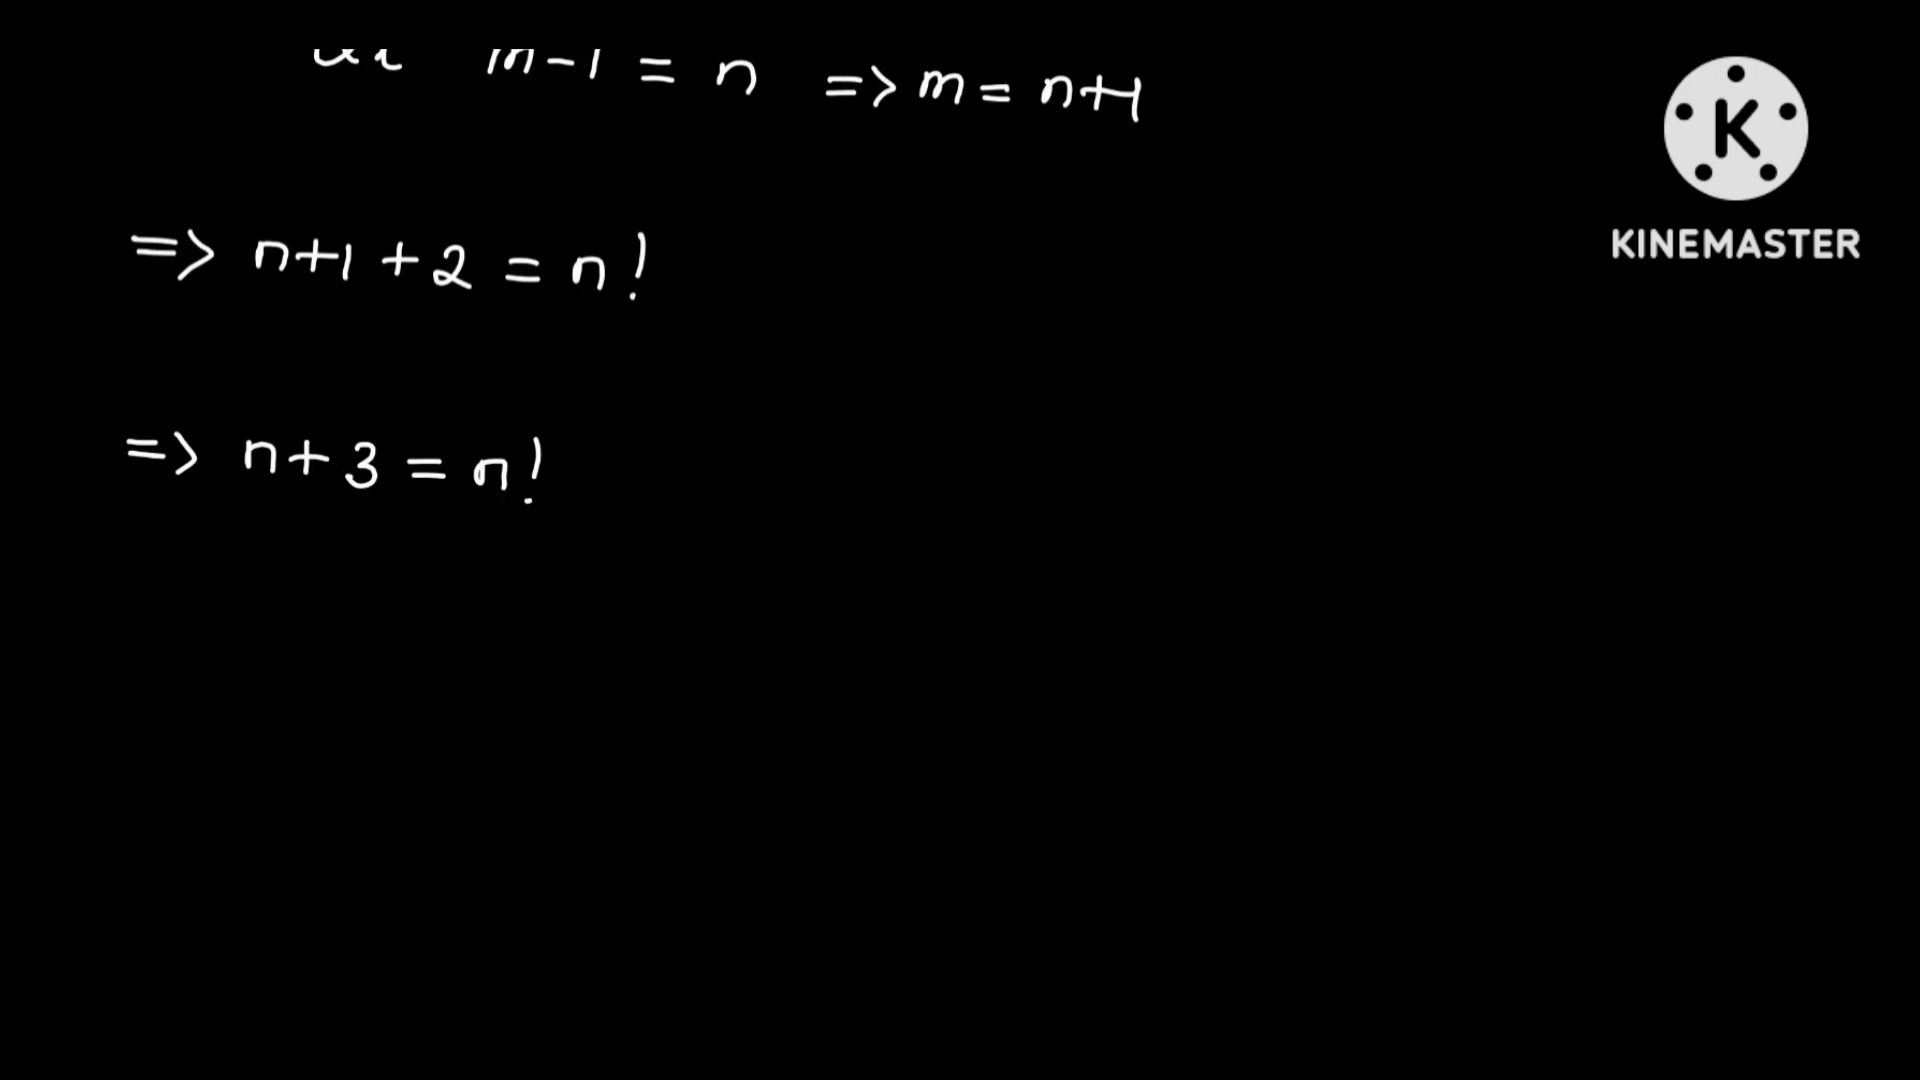 m-1 = n => m = n+1
=> n+1 + 2 = n!
=> n + 3 = n!
K
KINEMASTER